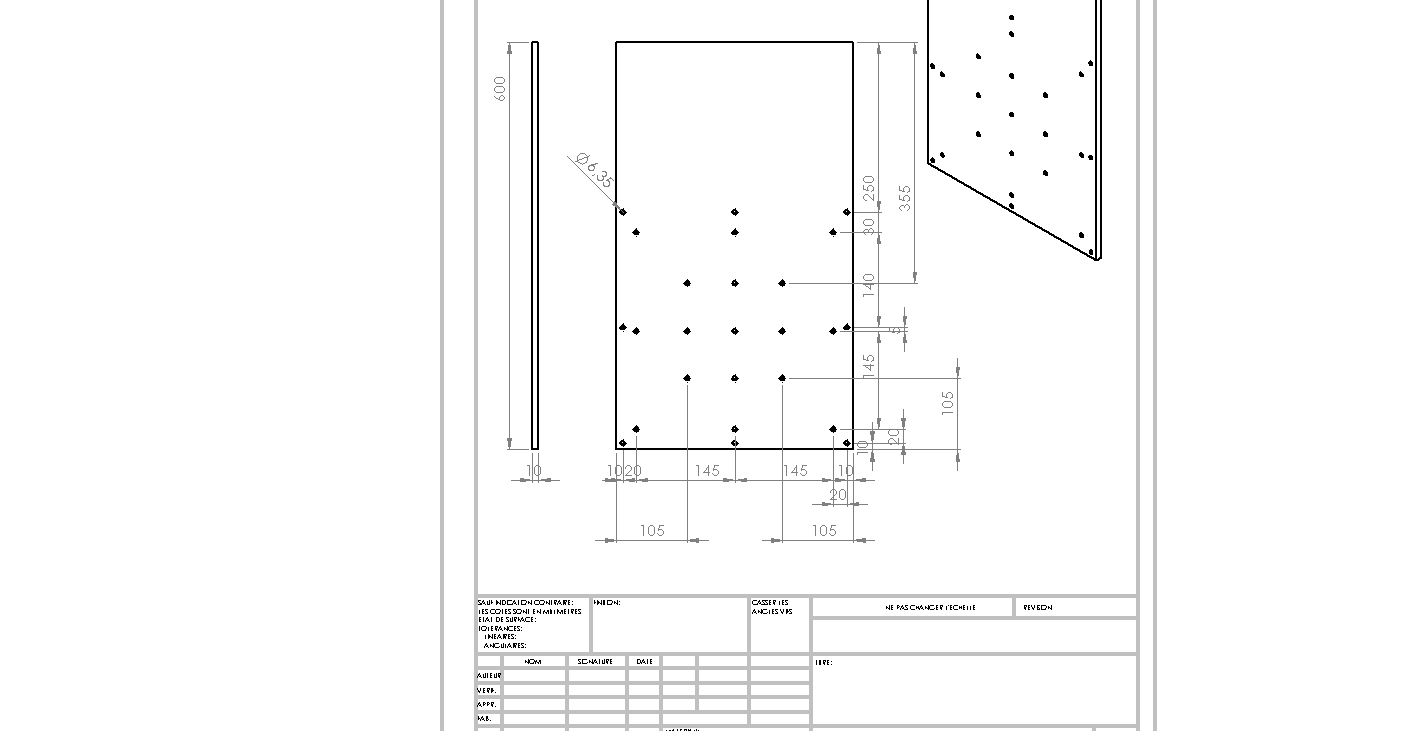 600
Ø6,35
250
355
30
140
5
145
105
20
10
10
10 20 145 145 10
20
105 105
SAUF INDICATION CONTRAIRE:
LES COTES SONT EN MILLIMETRES
ETAT DE SURFACE:
TOLERANCES:
LINEAIRES:
ANGULAIRES:
FINITION:
CASSER LES
ANGLES VIFS
NE PAS CHANGER L'ECHELLE
REVISION
NOM SIGNATURE DATE
TITRE:
AUTEUR
VERIF.
APPR.
FAB.